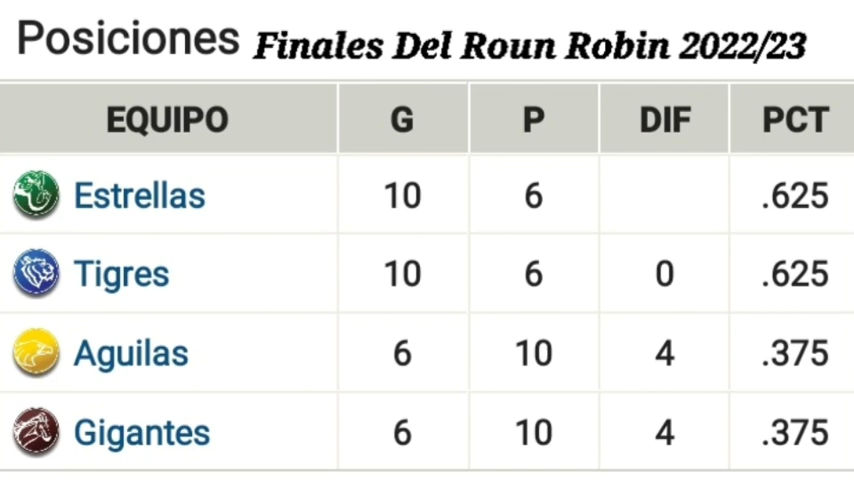 Posiciones Finales Del Roun Robin 2022/23
EQUIPO G P DIF PCT
Estrellas 10 6 .625
Tigres 10 6 0 .625
Aguilas 6 10 4 .375
Gigantes 6 10 4 .375